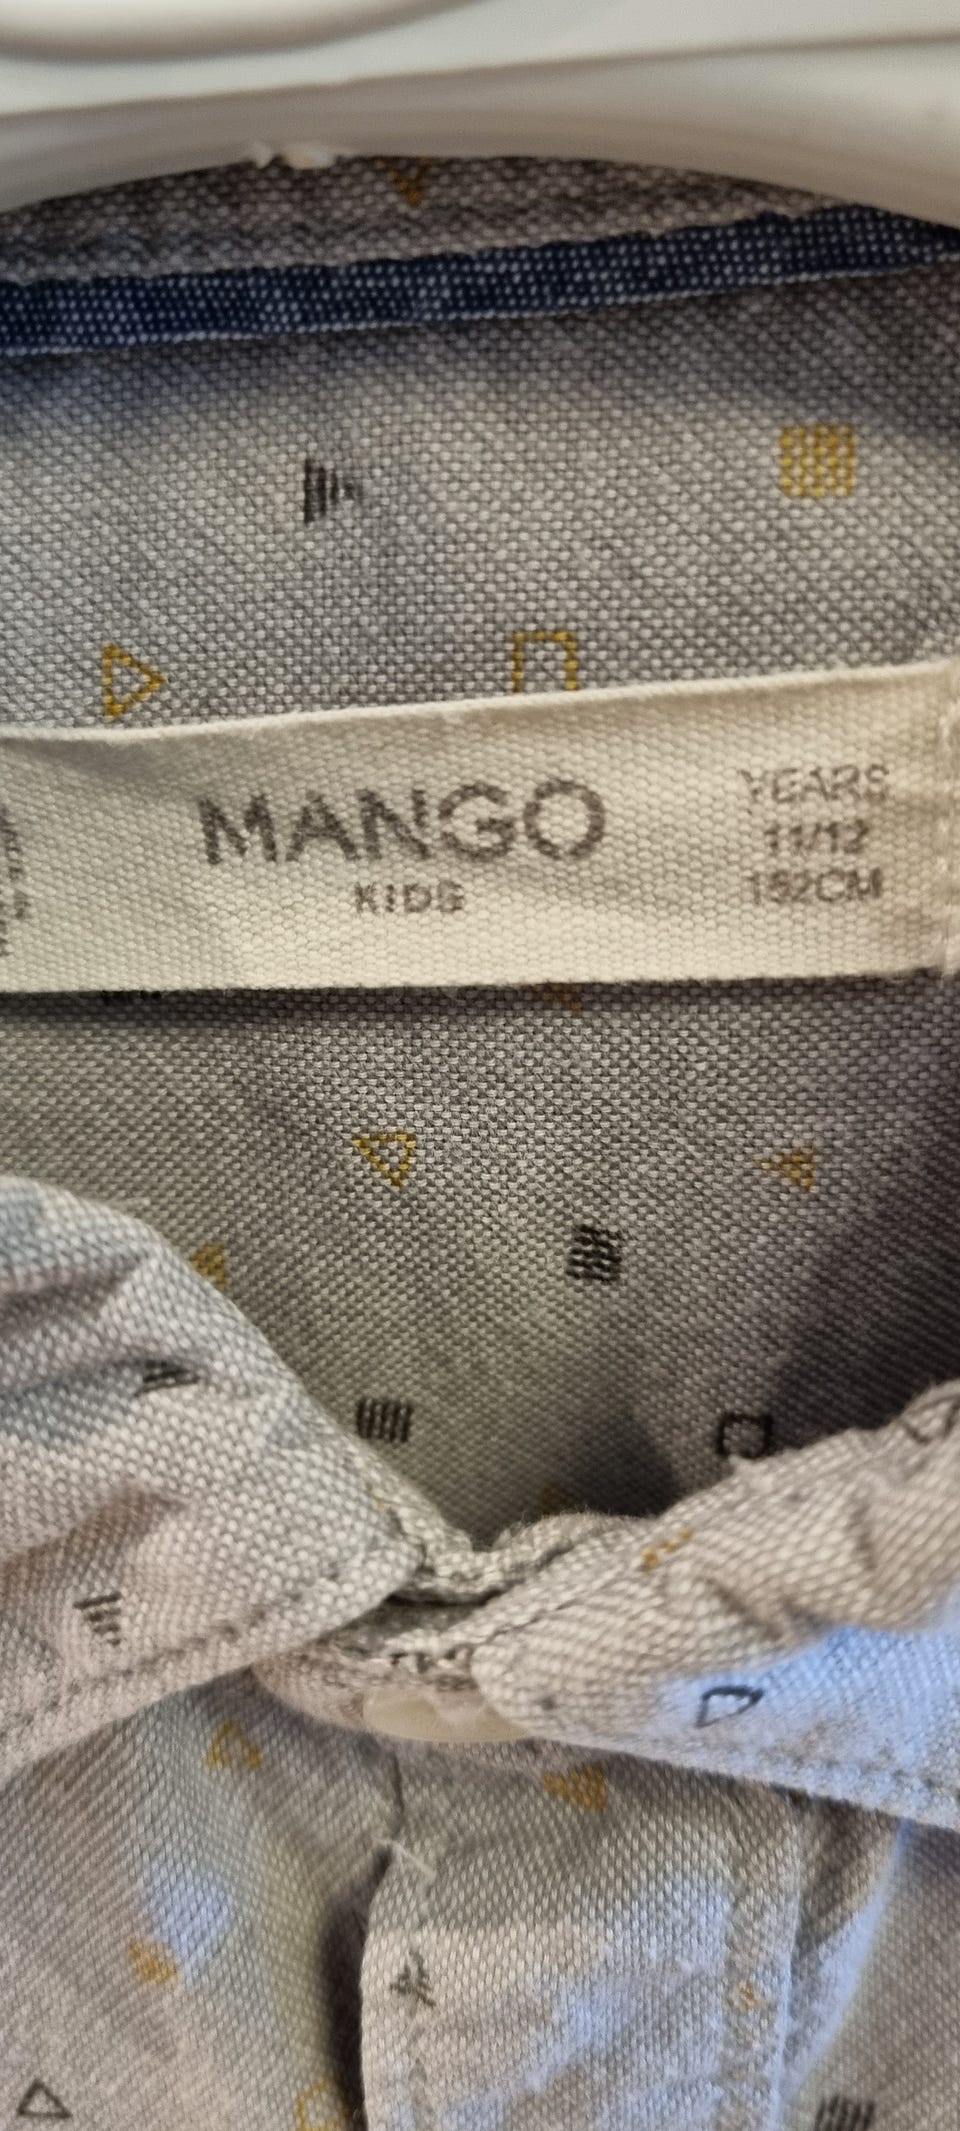 MANGO
KIDS
YEARS
11/12
152CM